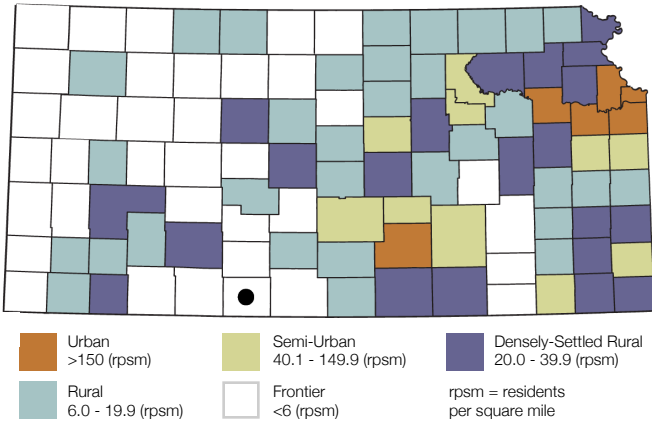 Urban
>150 (rpsm)
Semi-Urban
40.1 - 149.9 (rpsm)
Densely-Settled Rural
20.0 - 39.9 (rpsm)
Rural
6.0 - 19.9 (rpsm)
Frontier
<6 (rpsm)
rpsm = residents
per square mile